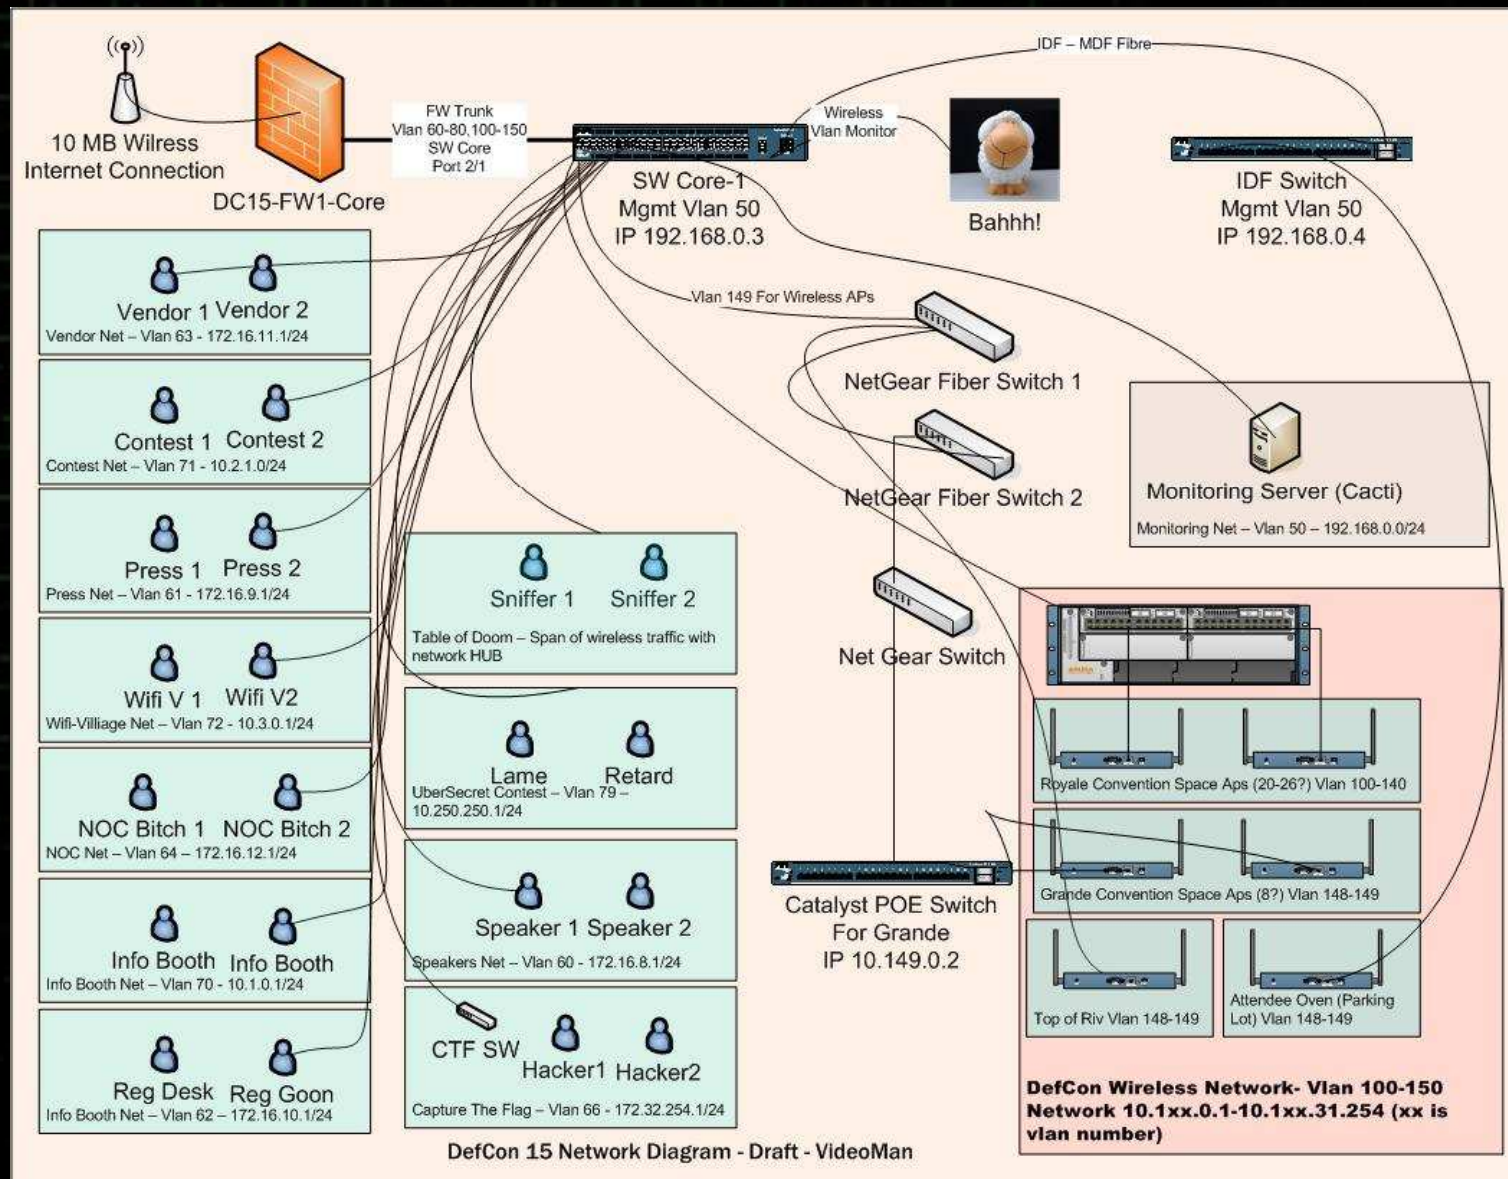 IDF – MDF Fibre
FW Trunk
Vlan 60-80,100-150
SW Core
Port 2/1
Wireless
Vlan Monitor
10 MB Wilress
Internet Connection
DC15-FW1-Core
SW Core-1
Mgmt Vlan 50
IP 192.168.0.3
Bahhh!
IDF Switch
Mgmt Vlan 50
IP 192.168.0.4
Vendor 1 Vendor 2
Vendor Net – Vlan 63 - 172.16.11.1/24
Vlan 149 For Wireless APs
NetGear Fiber Switch 1
Contest 1 Contest 2
Contest Net – Vlan 71 - 10.2.1.0/24
NetGear Fiber Switch 2
Monitoring Server (Cacti)
Monitoring Net – Vlan 50 – 192.168.0.0/24
Press 1 Press 2
Press Net – Vlan 61 - 172.16.9.1/24
Sniffer 1 Sniffer 2
Table of Doom – Span of wireless traffic with
network HUB
Net Gear Switch
Wifi V 1 Wifi V2
Wifi-Villiage Net – Vlan 72 - 10.3.0.1/24
Lame Retard
UberSecret Contest – Vlan 79 –
10.250.250.1/24
Royale Convention Space Aps (20-26?) Vlan 100-140
NOC Bitch 1 NOC Bitch 2
NOC Net – Vlan 64 – 172.16.12.1/24
Grande Convention Space Aps (8?) Vlan 148-149
Catalyst POE Switch
For Grande
IP 10.149.0.2
Speaker 1 Speaker 2
Speakers Net – Vlan 60 - 172.16.8.1/24
Info Booth Info Booth
Info Booth Net – Vlan 70 - 10.1.0.1/24
Top of Riv Vlan 148-149
Attendee Oven (Parking
Lot) Vlan 148-149
CTF SW
Hacker1 Hacker2
Capture The Flag – Vlan 66 - 172.32.254.1/24
Reg Desk Reg Goon
Info Booth Net – Vlan 62 – 172.16.10.1/24
DefCon Wireless Network- Vlan 100-150
Network 10.1xx.0.1-10.1xx.31.254 (xx is
vlan number)
DefCon 15 Network Diagram - Draft - VideoMan